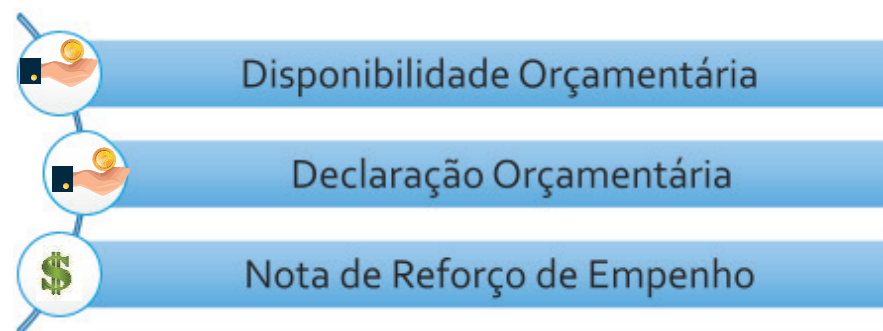 Disponibilidade Orçamentária
Declaração Orçamentária
Nota de Reforço de Empenho